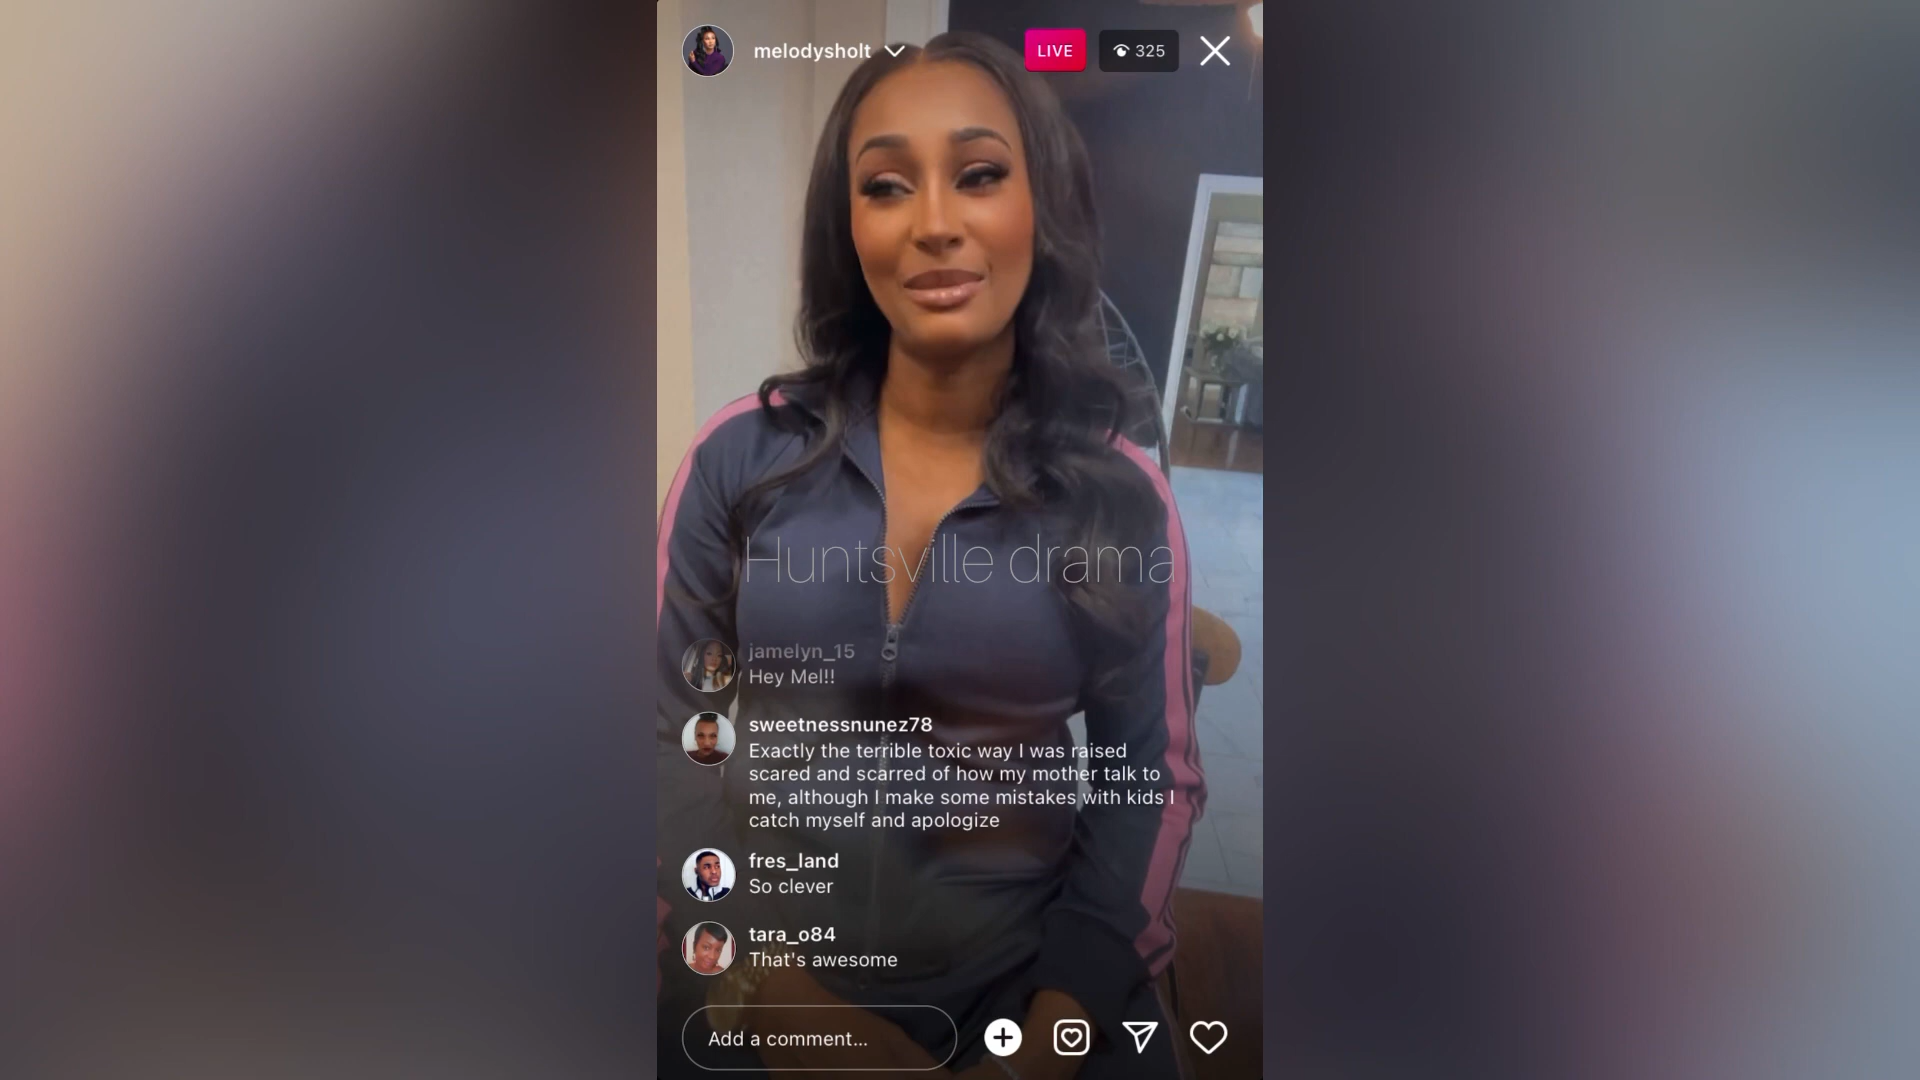 melodysholt
LIVE
325
Huntsville drama
jamelyn_15
Hey Mel!!
sweetnessnunez78
Exactly the terrible toxic way I was raised
scared and scarred of how my mother talk to
me, although I make some mistakes with kids I
catch myself and apologize
fres_land
So clever
tara_o84
That's awesome
Add a comment...